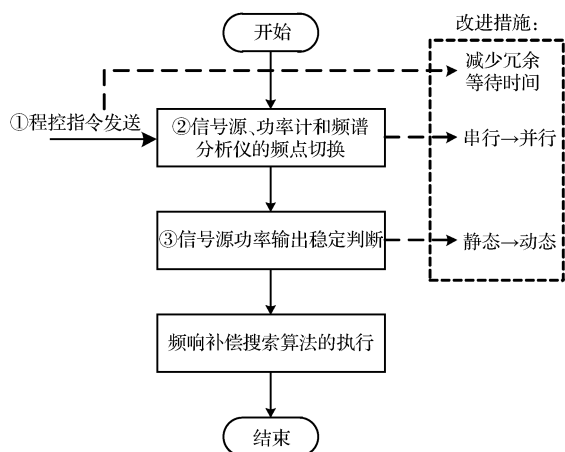 开始
改进措施:
减少冗余
等待时间
①程控指令发送
②信号源、功率计和频谱
分析仪的频点切换
串行→并行
③信号源功率输出稳定判断
静态→动态
频响补偿搜索算法的执行
结束